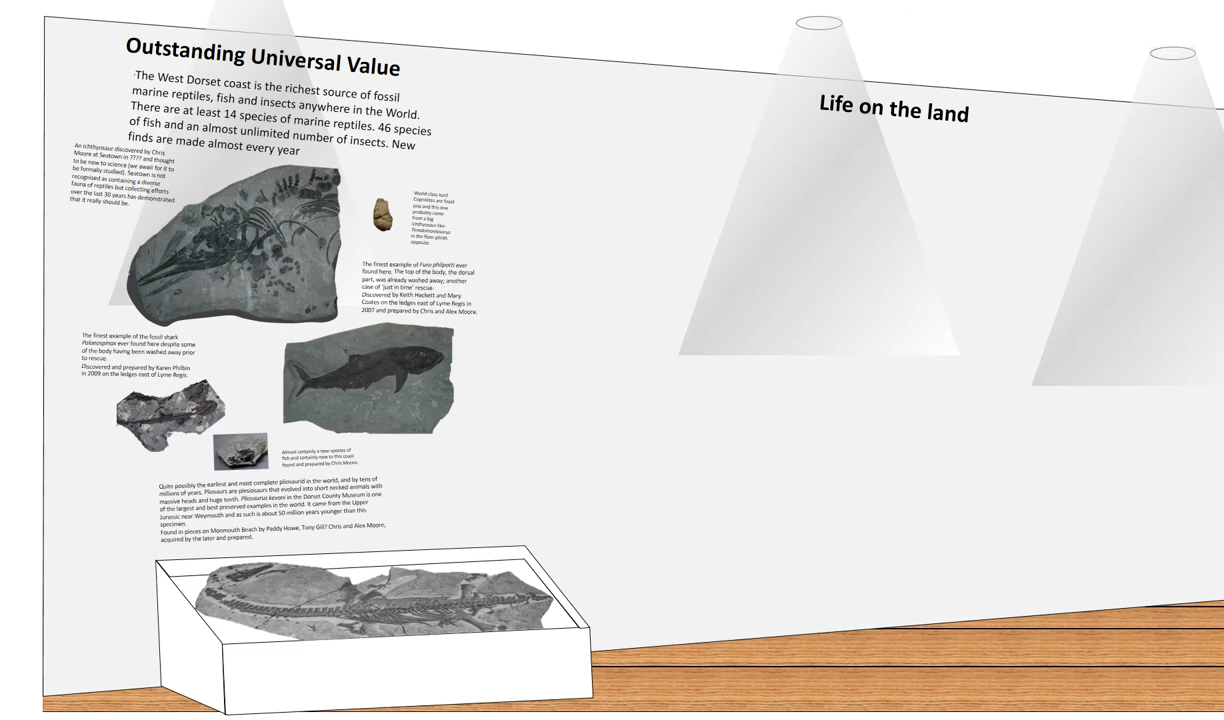 Outstanding Universal Value
·The West Dorset coast is the richest source of fossil
marine reptiles, fish and insects anywhere in the World.
There are at least 14 species of marine reptiles. 46 species
of fish and an almost unlimited number of insects. New
finds are made almost every year
An ichthyosaur discovered by Chris
Moore at Seatown in ???? and thought
to be new to science (we await for it to
be formally studied). Seatown is not
recognised as containing a diverse
fauna of reptiles but collecting efforts
over the last 30 years has demonstrated
that it really should be.
World class turd
Coprolites are fossil
poo and this one
probably came
from a big
ichthyosaur like
Temnodontosaurus
in the floor plinth
opposite.
The finest example of Furo philpotti ever
found here. The top of the body, the dorsal
part, was already washed away; another
case of 'just in time' rescue.
Discovered by Keith Hackett and Mary
Coates on the ledges east of Lyme Regis in
2007 and prepared by Chris and Alex Moore.
The finest example of the fossil shark
Palaeospinax ever found here despite some
of the body having been washed away prior
to rescue.
Discovered and prepared by Karen Philbin
in 2009 on the ledges east of Lyme Regis.
Almost certainly a new species of
fish and certainly new to this coast
found and prepared by Chris Moore.
Quite possibly the earliest and most complete pliosaurid in the world, and by tens of
millions of years. Pliosaurs are plesiosaurs that evolved into short necked animals with
massive heads and huge teeth. Pliosaurus kevani in the Dorset County Museum is one
of the largest and best preserved examples in the world. It came from the Upper
Jurassic near Weymouth and as such is about 50 million years younger than this
specimen.
Found in pieces on Monmouth Beach by Paddy Howe, Tony Gill? Chris and Alex Moore,
acquired by the later and prepared.
Life on the land